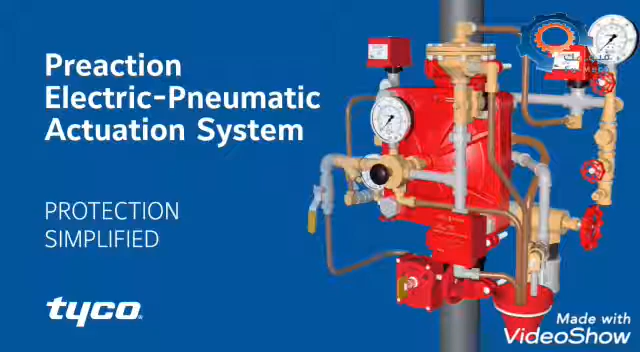 Preaction
Electric-Pneumatic
Actuation System
PROTECTION
SIMPLIFIED
tyco
Made with
VideoShow